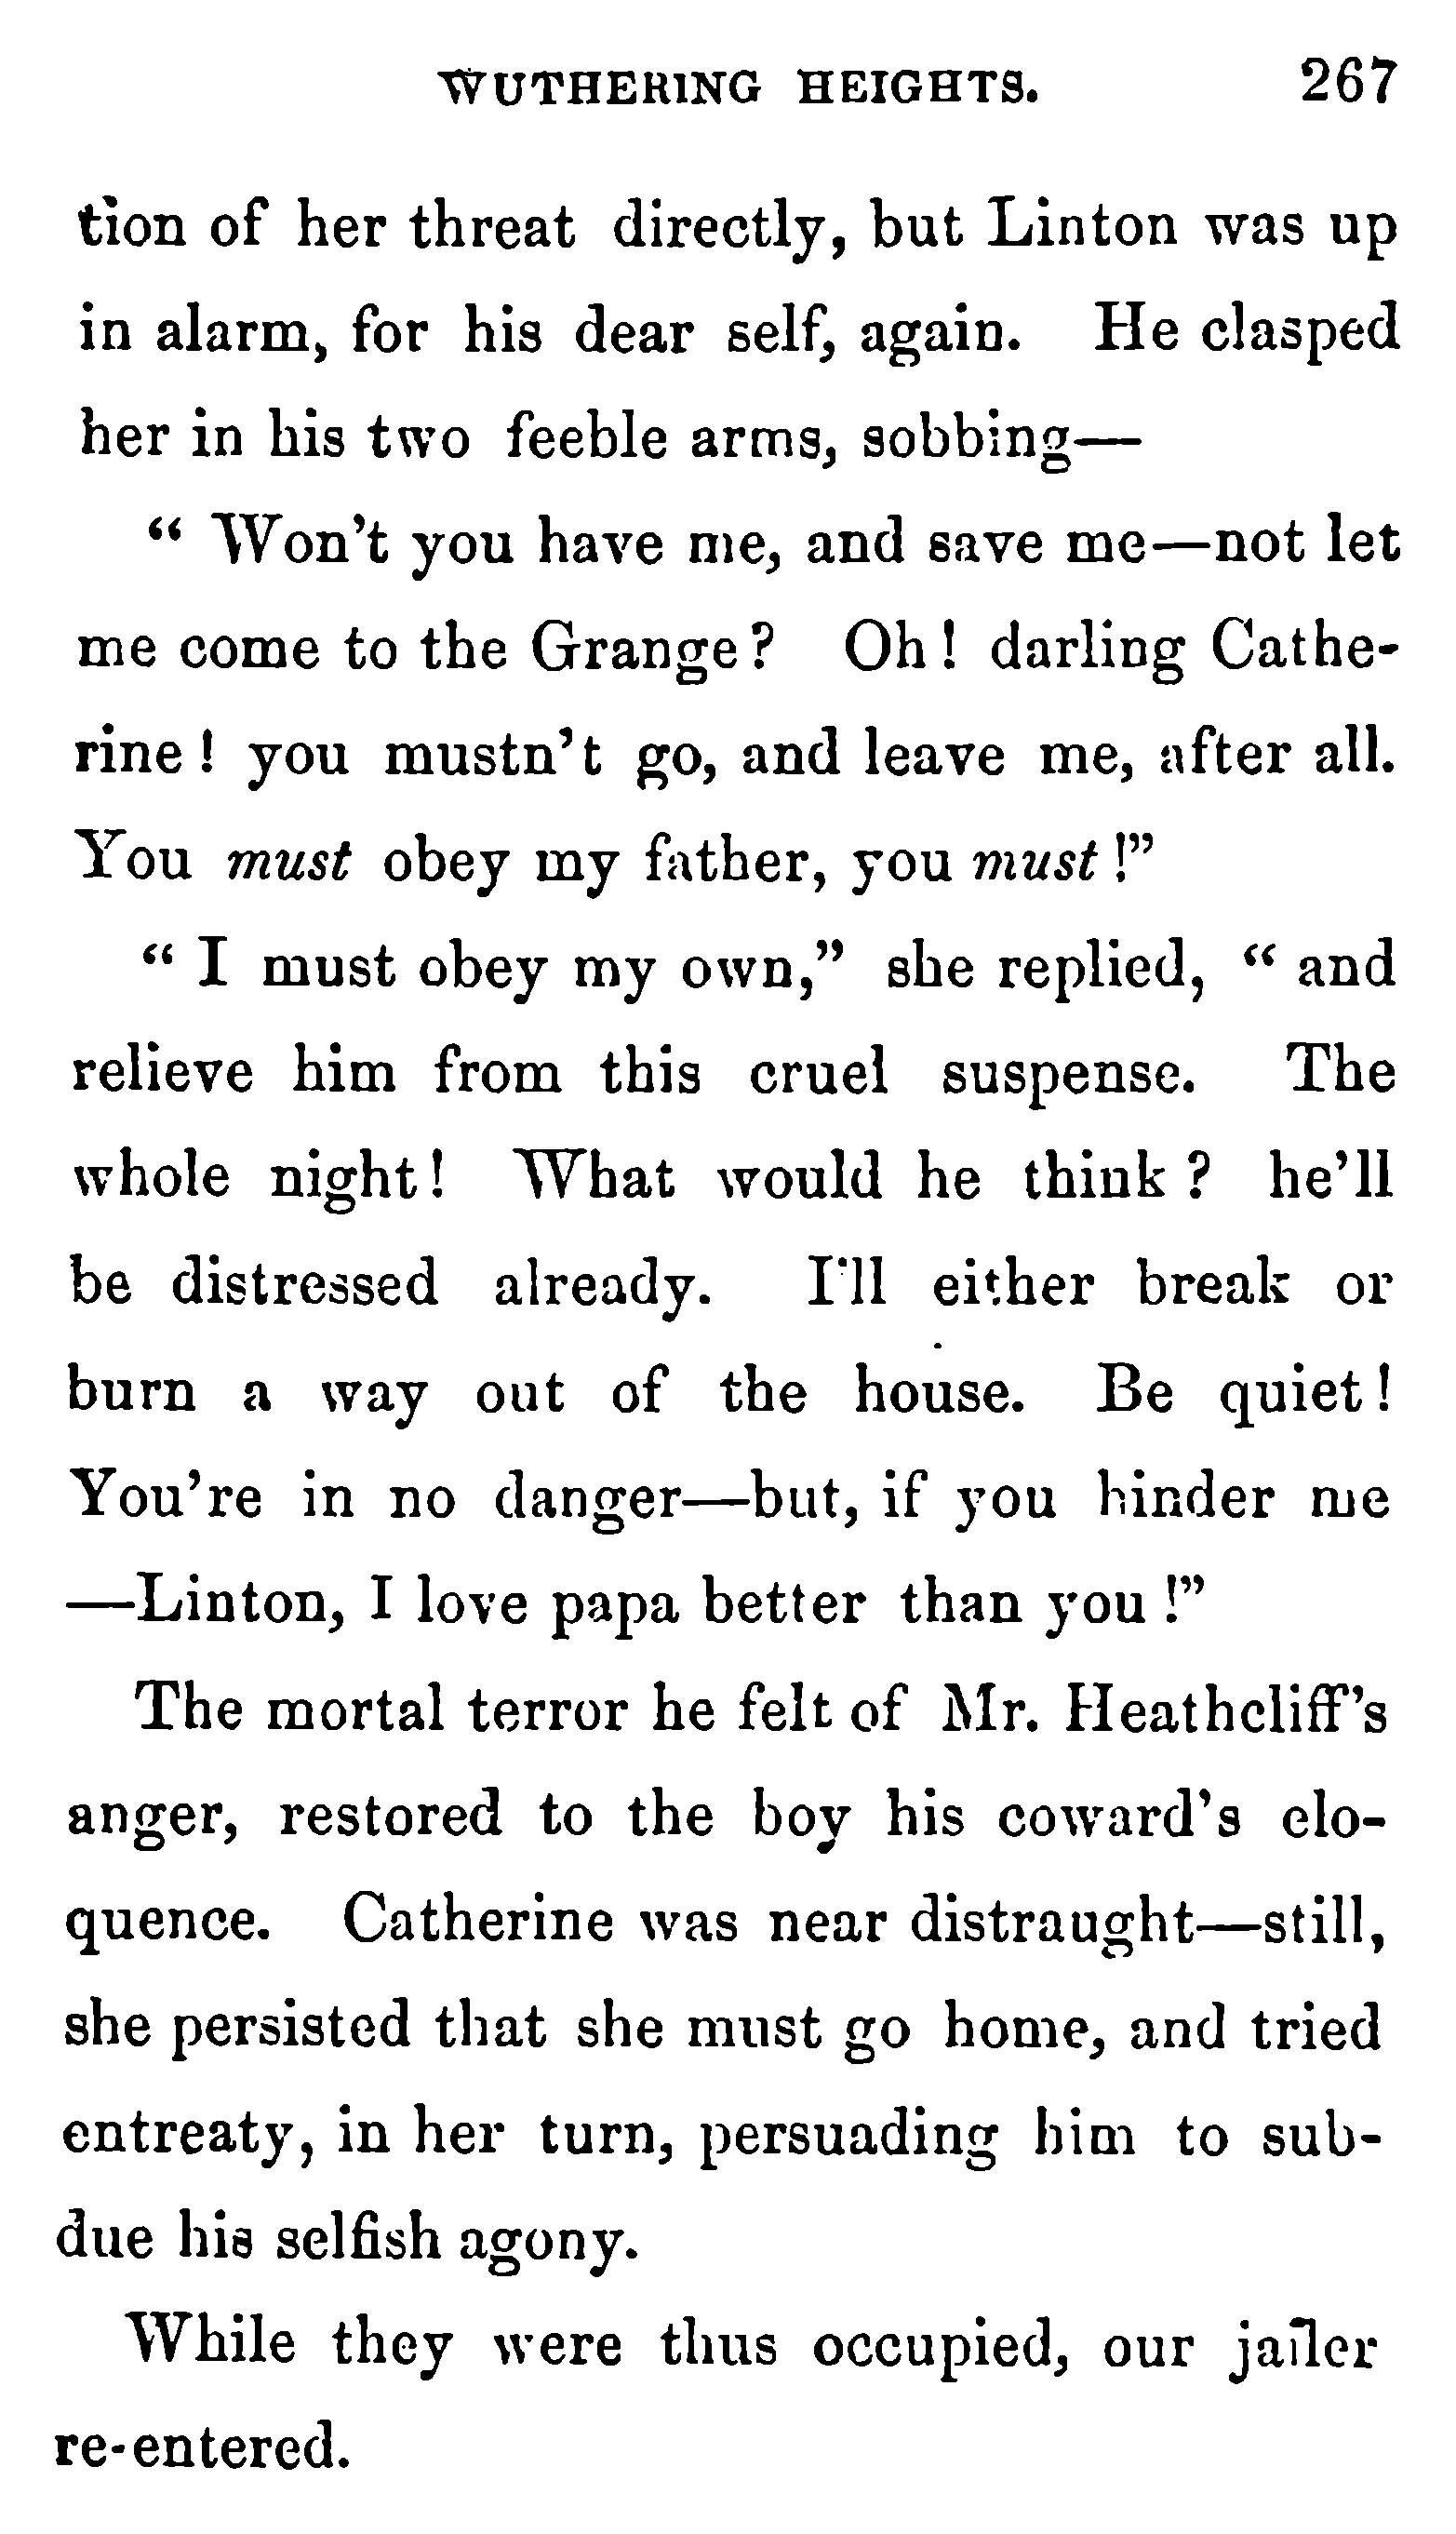 WUTHERING HEIGHTS. 267
tion of her threat directly, but Linton was up
in alarm, for his dear self, again. He clasped
her in his two feeble arms, sobbing—
“ Won’t you have me, and save me—not let
me come to the Grange ? Oh ! darling Cathe-
rine ! you mustn’t go, and leave me, after all.
You must obey my father, you must !”
“ I must obey my own,” she replied, “ and
relieve him from this cruel suspense. The
whole night ! What would he think ? he’ll
be distressed already. I’ll either break or
burn a way out of the house. Be quiet !
You’re in no danger—but, if you hinder me
—Linton, I love papa better than you !”
The mortal terror he felt of Mr. Heathcliff’s
anger, restored to the boy his coward’s elo-
quence. Catherine was near distraught—still,
she persisted that she must go home, and tried
entreaty, in her turn, persuading him to sub-
due his selfish agony.
While they were thus occupied, our jailer
re-entered.